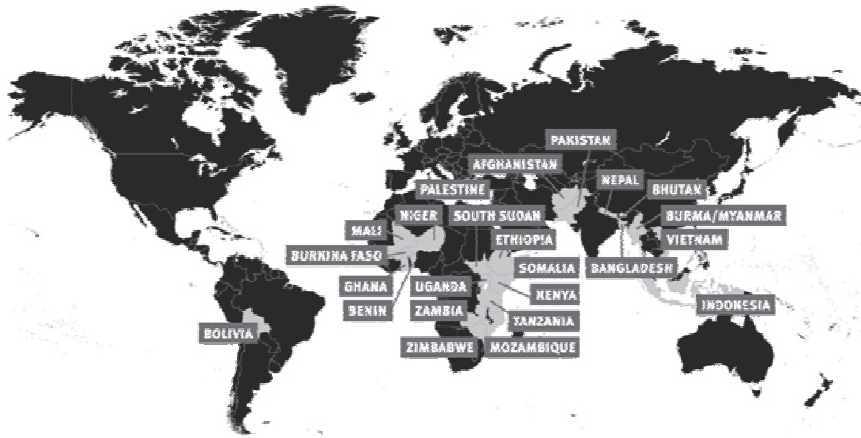 PAKISTAN
AFGHANISTAN
NEPAL
PALESTINE
BHUTAN
NIGER
SOUTH SUDAN
BURMA/MYANMAR
MALI
ETHIOPIA
VIETNAM
BURKINA FASO
SOMALIA
BANGLADESH
GHANA
UGANDA
KENYA
INDONESIA
BENIN
ZAMBIA
TANZANIA
BOLIVIA
ZIMBABWE
MOZAMBIQUE